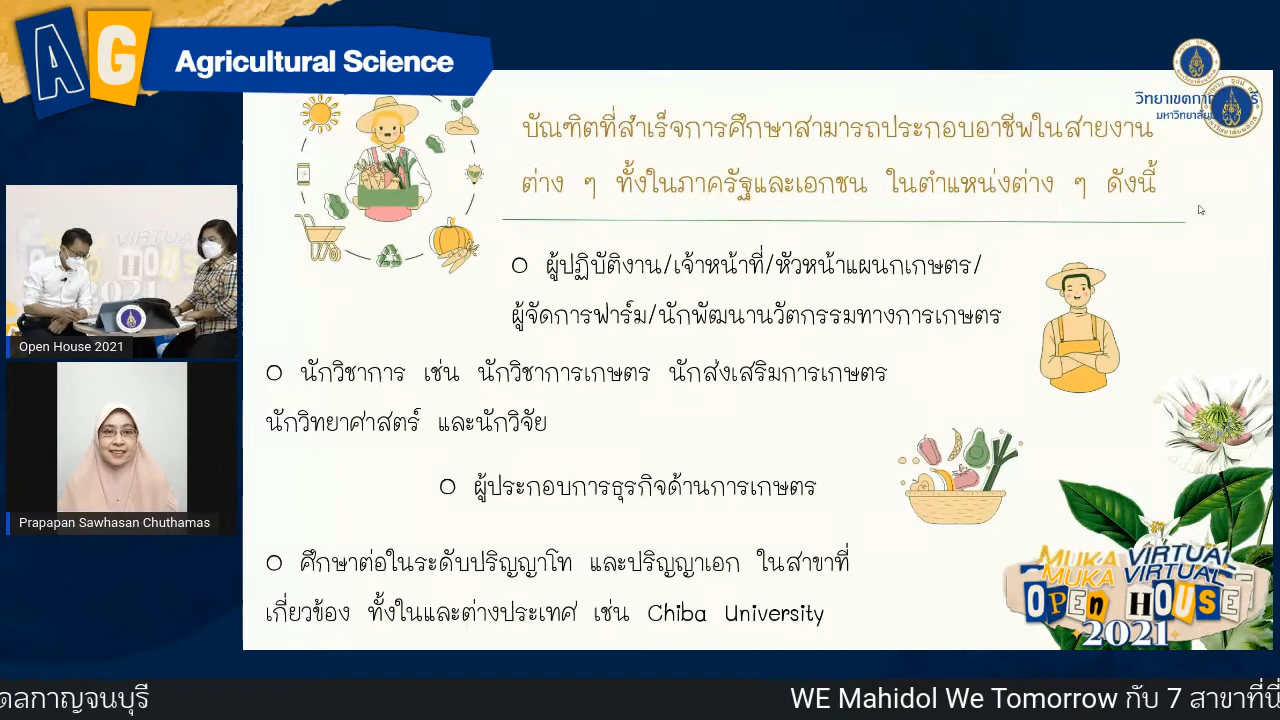 AG
Agricultural Science
วิทยาเขตกาญจนบุรี
บัณฑิตที่สำเร็จการศึกษาสามารถประกอบอาชีพในสายงาน
ต่าง ๆ ทั้งในภาครัฐและเอกชน ในตำแหน่งต่าง ๆ ดังนี้
O ผู้ปฏิบัติงาน/เจ้าหน้าที่/หัวหน้าแผนกเกษตร/
ผู้จัดการฟาร์ม/นักพัฒนานวัตกรรมทางการเกษตร
O นักวิชาการ เช่น นักวิชาการเกษตร นักส่งเสริมการเกษตร
นักวิทยาศาสตร์ และนักวิจัย
O ผู้ประกอบการธุรกิจด้านการเกษตร
O ศึกษาต่อในระดับปริญญาโท และปริญญาเอก ในสาขาที่
เกี่ยวข้อง ทั้งในและต่างประเทศ เช่น Chiba University
Open House 2021
Prapapan Sawhasan Chuthamas
MUKA VIRTUAL
MUKA VIRTUAL
OPEN HOUSE
2021
ดลกาญจนบุรี
WE Mahidol We Tomorrow กับ 7 สาขาที่นี่